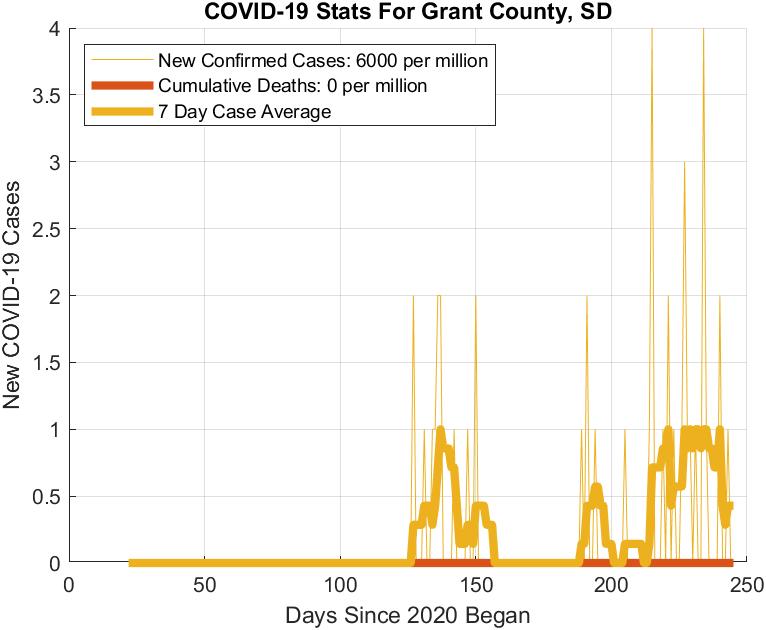 COVID-19 Stats For Grant County, SD
New Confirmed Cases: 6000 per million
Cumulative Deaths: 0 per million
7 Day Case Average
New COVID-19 Cases
4
3.5
3
2.5
2
1.5
1
0.5
0
0 50 100 150 200 250
Days Since 2020 Began